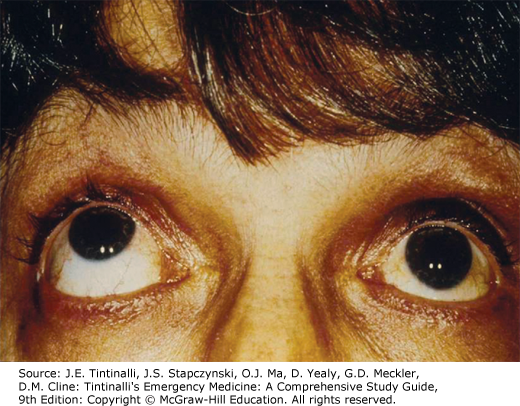 Source: J.E. Tintinalli, J.S. Stapczynski, O.J. Ma, D. Yealy, G.D. Meckler,
D.M. Cline: Tintinalli's Emergency Medicine: A Comprehensive Study Guide,
9th Edition: Copyright © McGraw-Hill Education. All rights reserved.